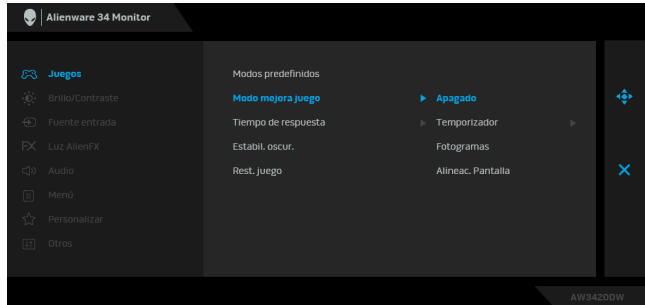 Alienware 34 Monitor
Juegos
Brillo/Contraste
Fuente entrada
FX Luz AlienFX
Audio
Menú
Personalizar
Otros
Modos predefinidos
Modo mejora juego
Tiempo de respuesta
Estabil. oscur.
Rest. juego
Apagado
Temporizador
Fotogramas
Alineac. Pantalla
AW3420DW